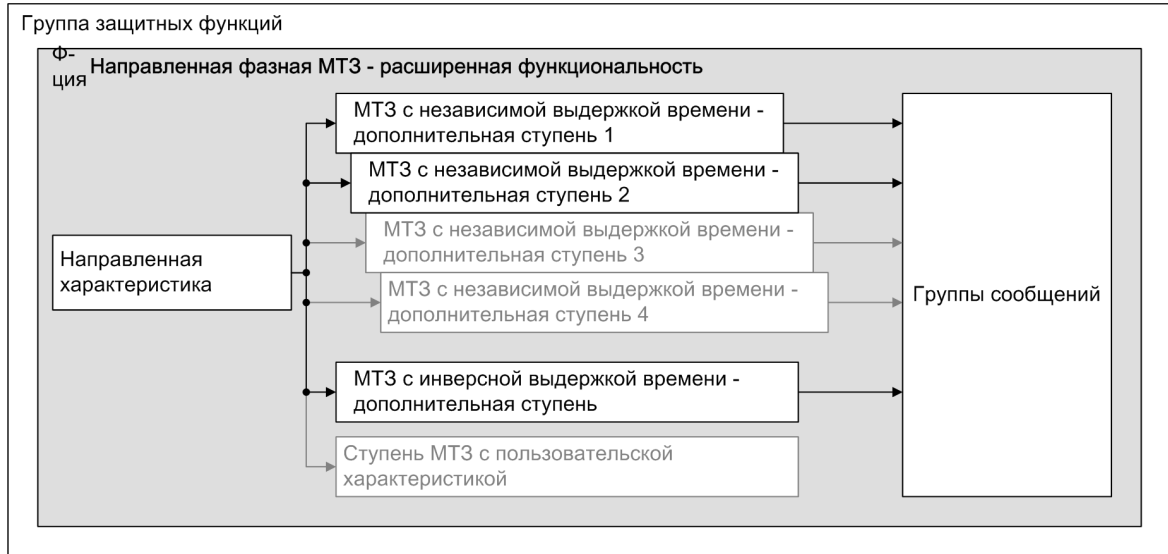 Группа защитных функций
Ф-
ция
Направленная фазная МТЗ - расширенная функциональность
МТЗ с независимой выдержкой времени -
дополнительная ступень 1
МТЗ с независимой выдержкой времени -
дополнительная ступень 2
МТЗ с независимой выдержкой времени -
дополнительная ступень 3
Направленная
характеристика
МТЗ с независимой выдержкой времени -
дополнительная ступень 4
Группы сообщений
МТЗ с инверсной выдержкой времени -
дополнительная ступень
Ступень МТЗ с пользовательской
характеристикой